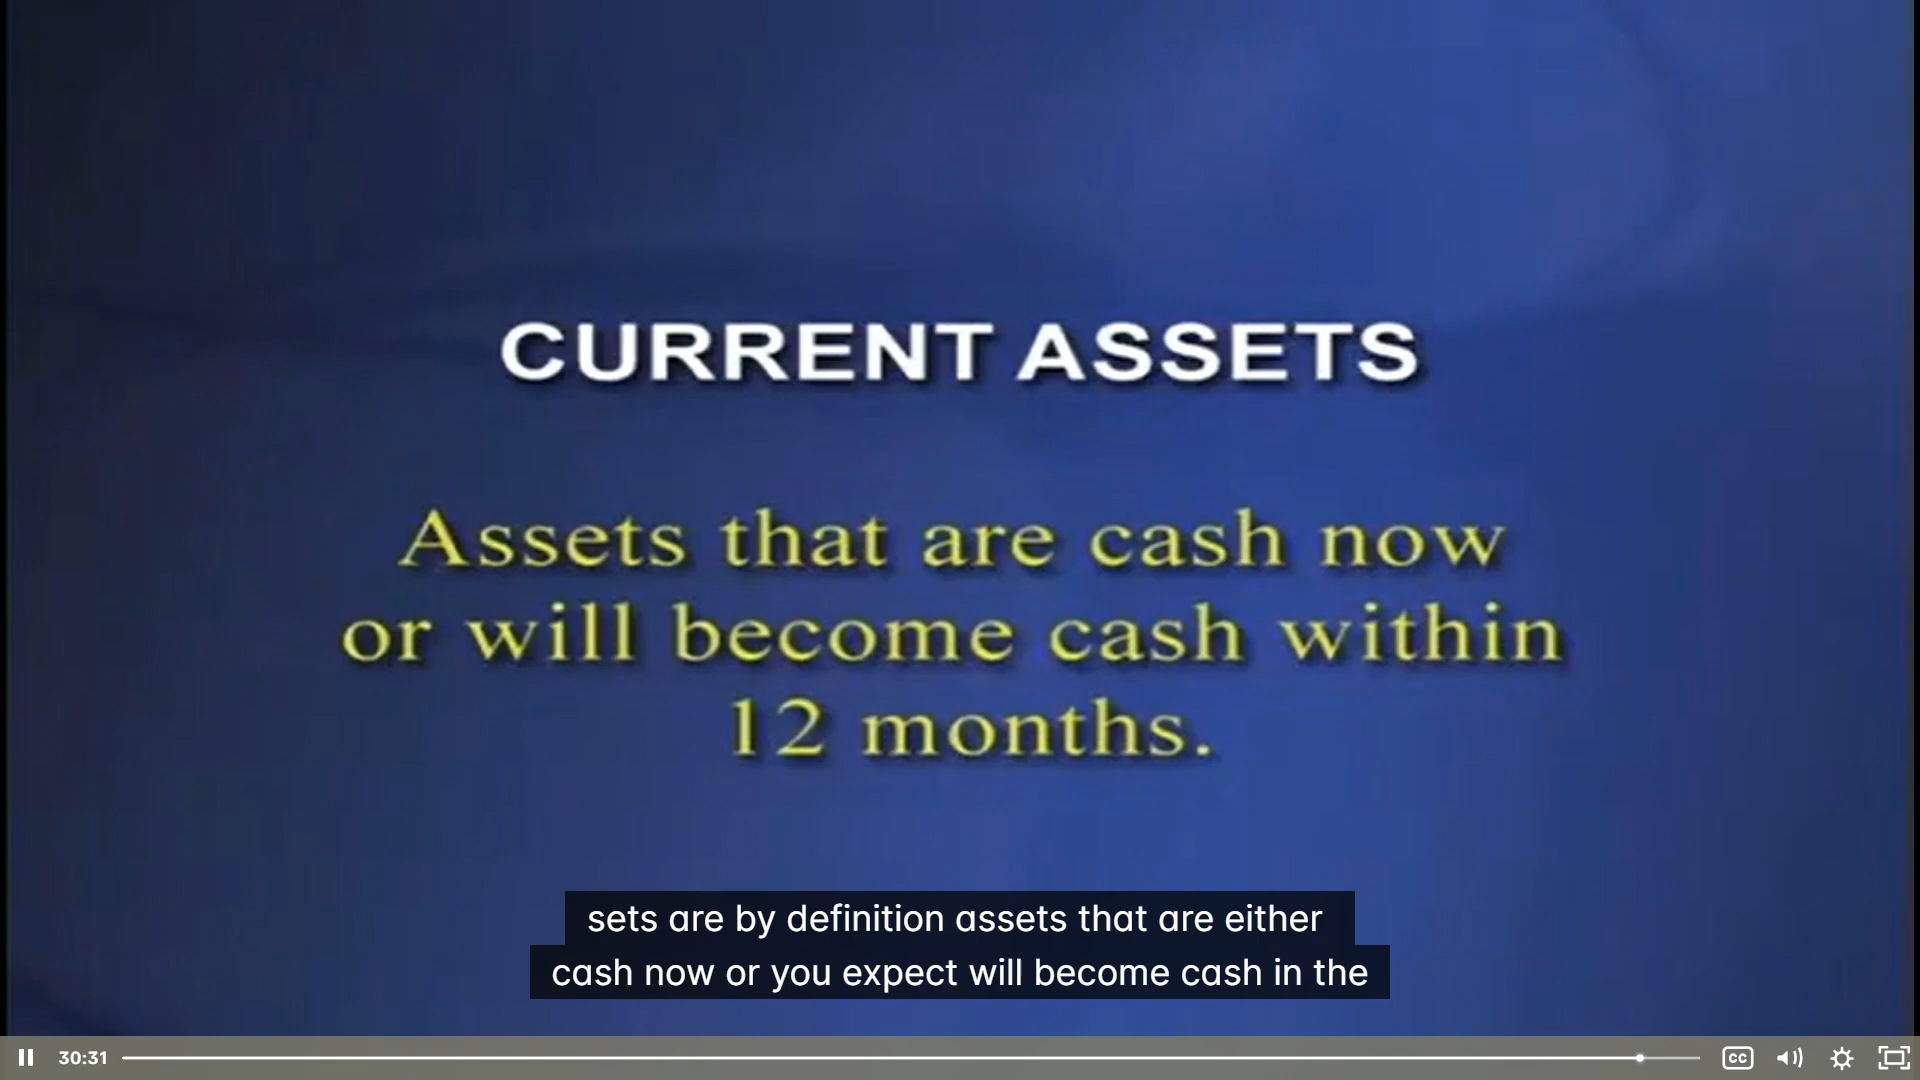 CURRENT ASSETS
Assets that are cash now
or will become cash within
12 months.
sets are by definition assets that are either
cash now or you expect will become cash in the
30:31
CC